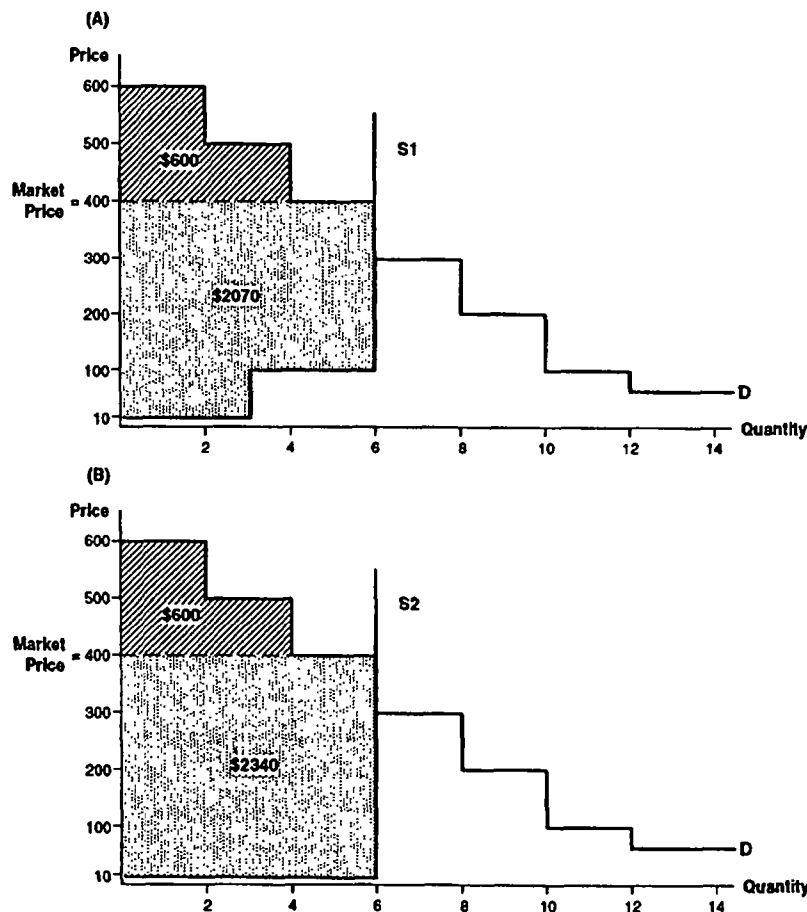 (A)
Price
600
500
$600
S1
Market
Price = 400
300
$2070
200
100
10
D
2 4 6 8 10 12 14
Quantity
(B)
Price
600
S2
500
$600
Market
Price = 400
300
$2340
200
100
10
D
2 4 6 8 10 12 14
Quantity